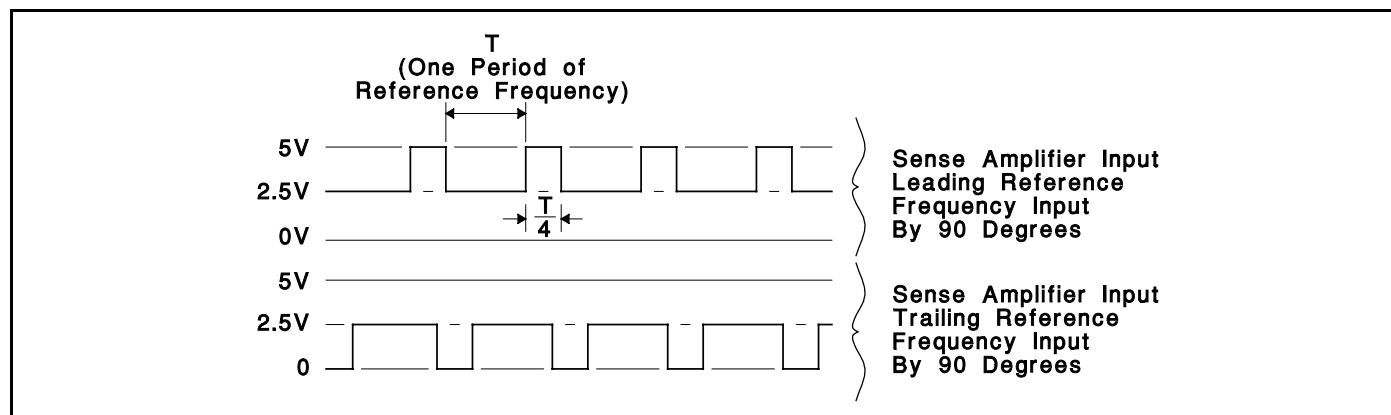 T
(One Period of
Reference Frequency)
5V
2.5V
0V
T
4
Sense Amplifier Input
Leading Reference
Frequency Input
By 90 Degrees
5V
2.5V
0
Sense Amplifier Input
Trailing Reference
Frequency Input
By 90 Degrees